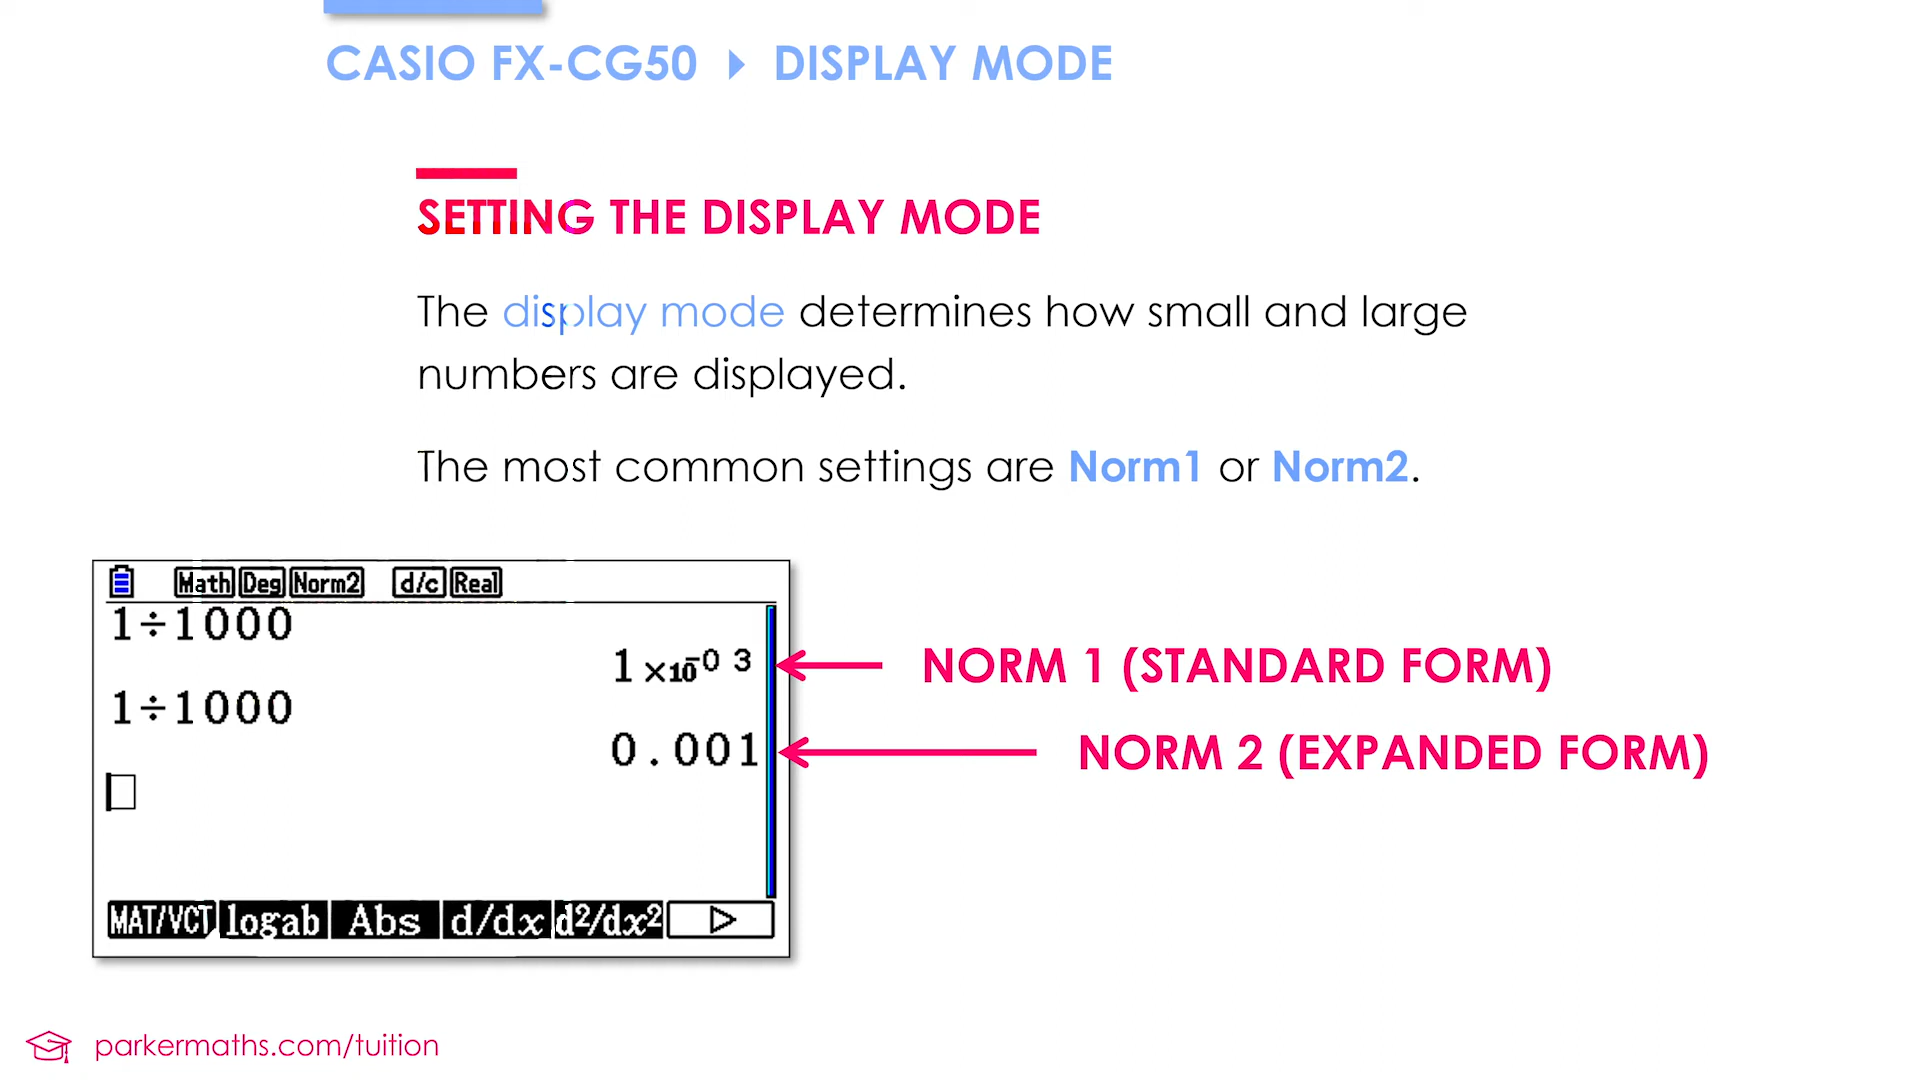 CASIO FX-CG50 ▸ DISPLAY MODE
SETTING THE DISPLAY MODE
The display mode determines how small and large
numbers are displayed.
The most common settings are Norm1 or Norm2.
Math Deg Norm2 d/c Real
1÷1000
1×10⁻⁰³
NORM 1 (STANDARD FORM)
1÷1000
0.001
NORM 2 (EXPANDED FORM)
MAT/VCT logab Abs d/dx d²/dx² ▷
parkermaths.com/tuition